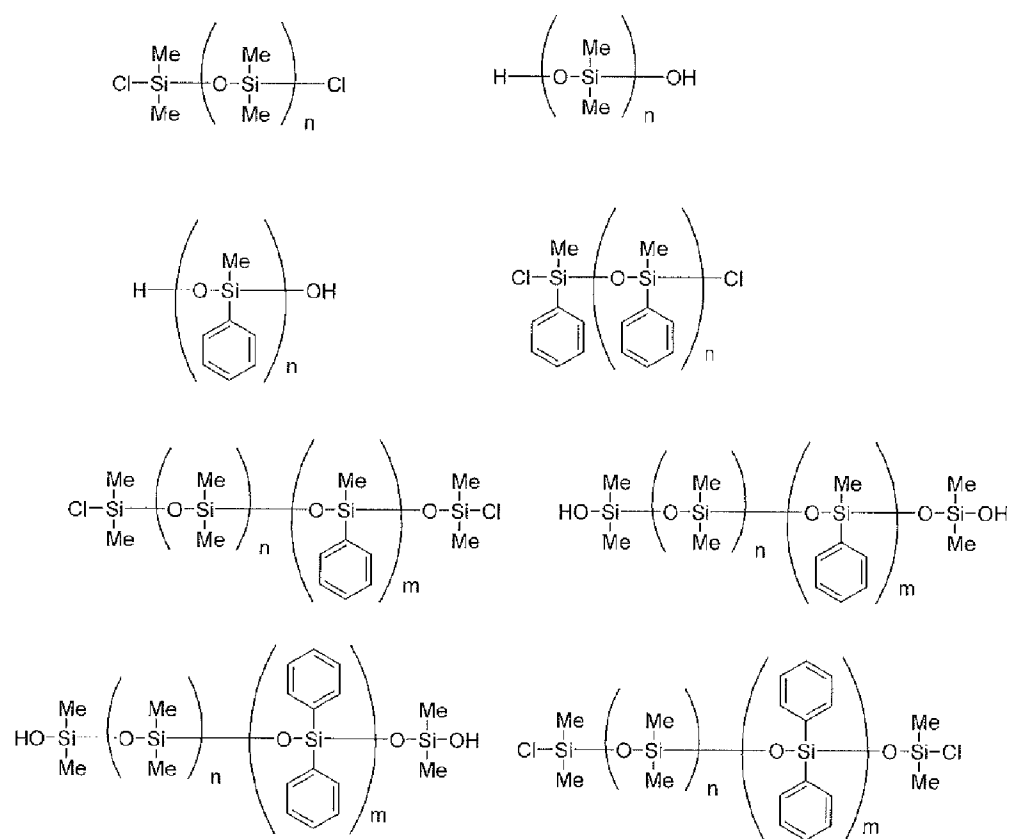 Me Me
Cl—Si—(O—Si—)Cl
Me Me n
Me
H—(O—Si—)OH
Me n
Me
H—(O—Si—)OH
n
Me Me
Cl—Si—(O—Si—)Cl
n
Me Me Me Me
Cl—Si—(O—Si—)(O—Si—)O—Si—Cl
Me Me n m Me
Me Me Me Me
HO—Si—(O—Si—)(O—Si—)O—Si—OH
Me Me n m Me
Me Me Me
HO—Si—(O—Si—)(O—Si—)O—Si—OH
Me Me n m Me
Me Me Me
Cl—Si—(O—Si—)(O—Si—)O—Si—Cl
Me Me n m Me